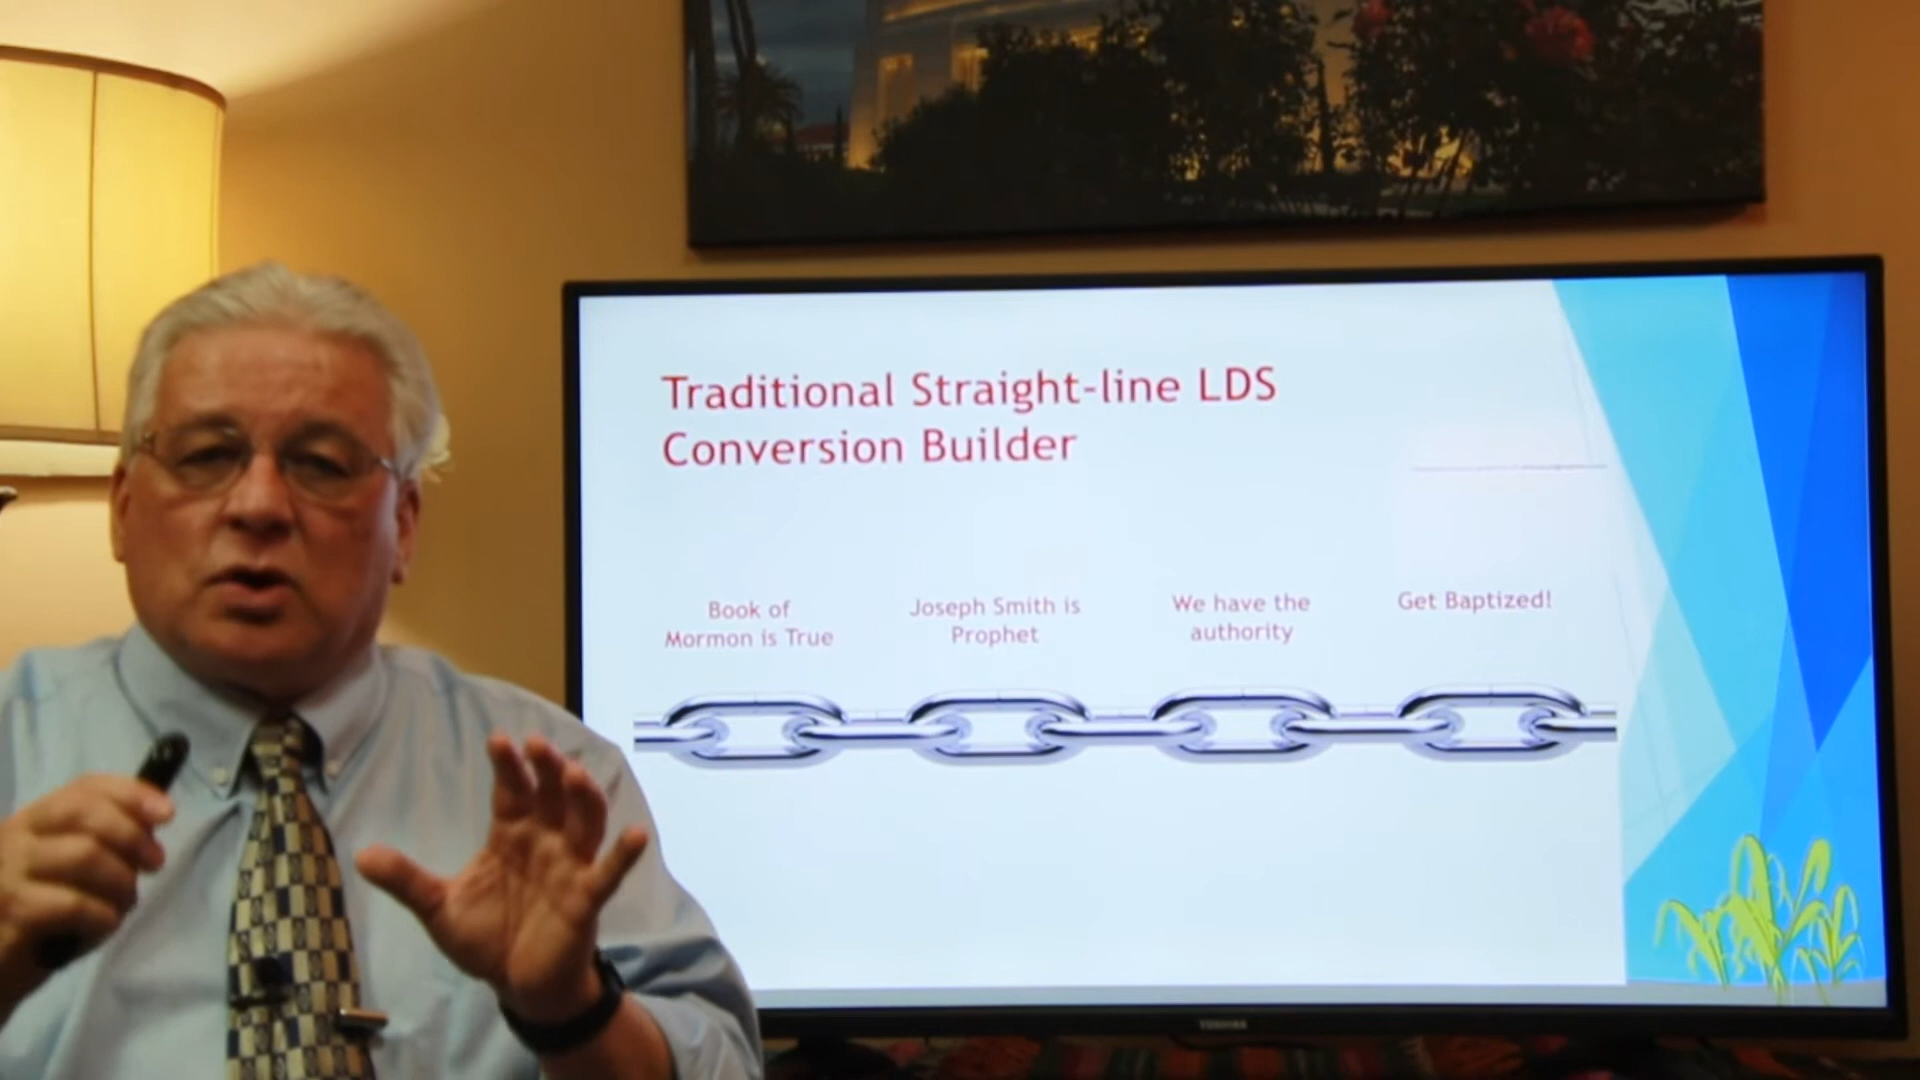 Traditional Straight-line LDS
Conversion Builder
Book of
Mormon is True
Joseph Smith is
Prophet
We have the
authority
Get Baptized!
TOSHIBA